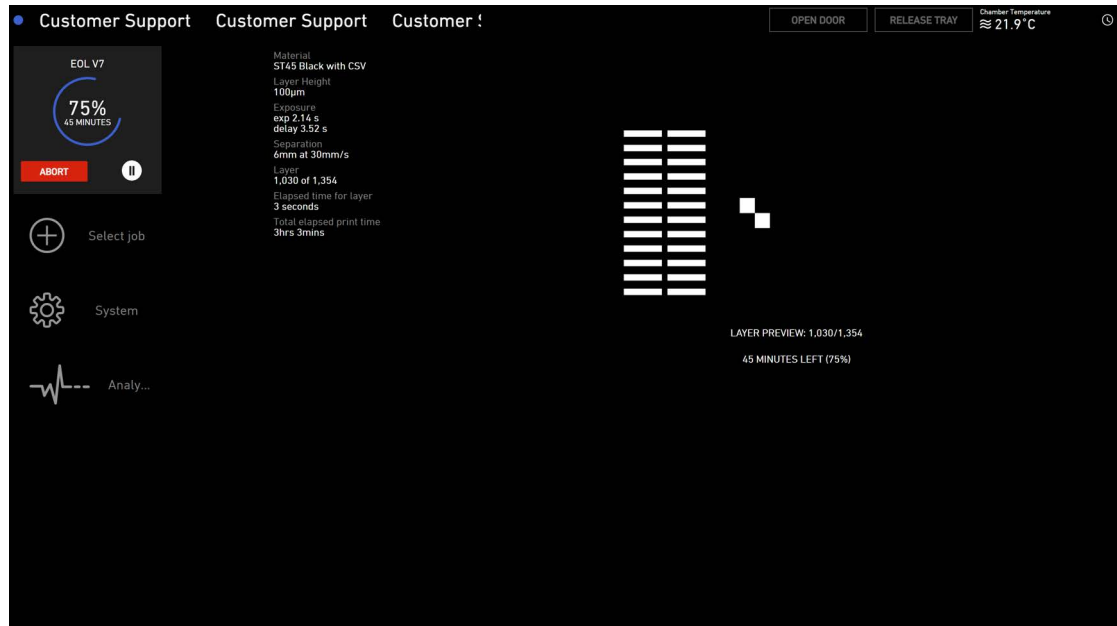 Customer Support Customer Support Customer
OPEN DOOR
RELEASE TRAY
Chamber Temperature
≋ 21.9°C
EOL V7
75%
45 MINUTES
ABORT
Select job
System
Analy...
Material
ST45 Black with CSV
Layer Height
100µm
Exposure
exp 2.14 s
delay 3.52 s
Separation
6mm at 30mm/s
Layer
1,030 of 1,354
Elapsed time for layer
3 seconds
Total elapsed print time
3hrs 3mins
LAYER PREVIEW: 1,030/1,354
45 MINUTES LEFT (75%)